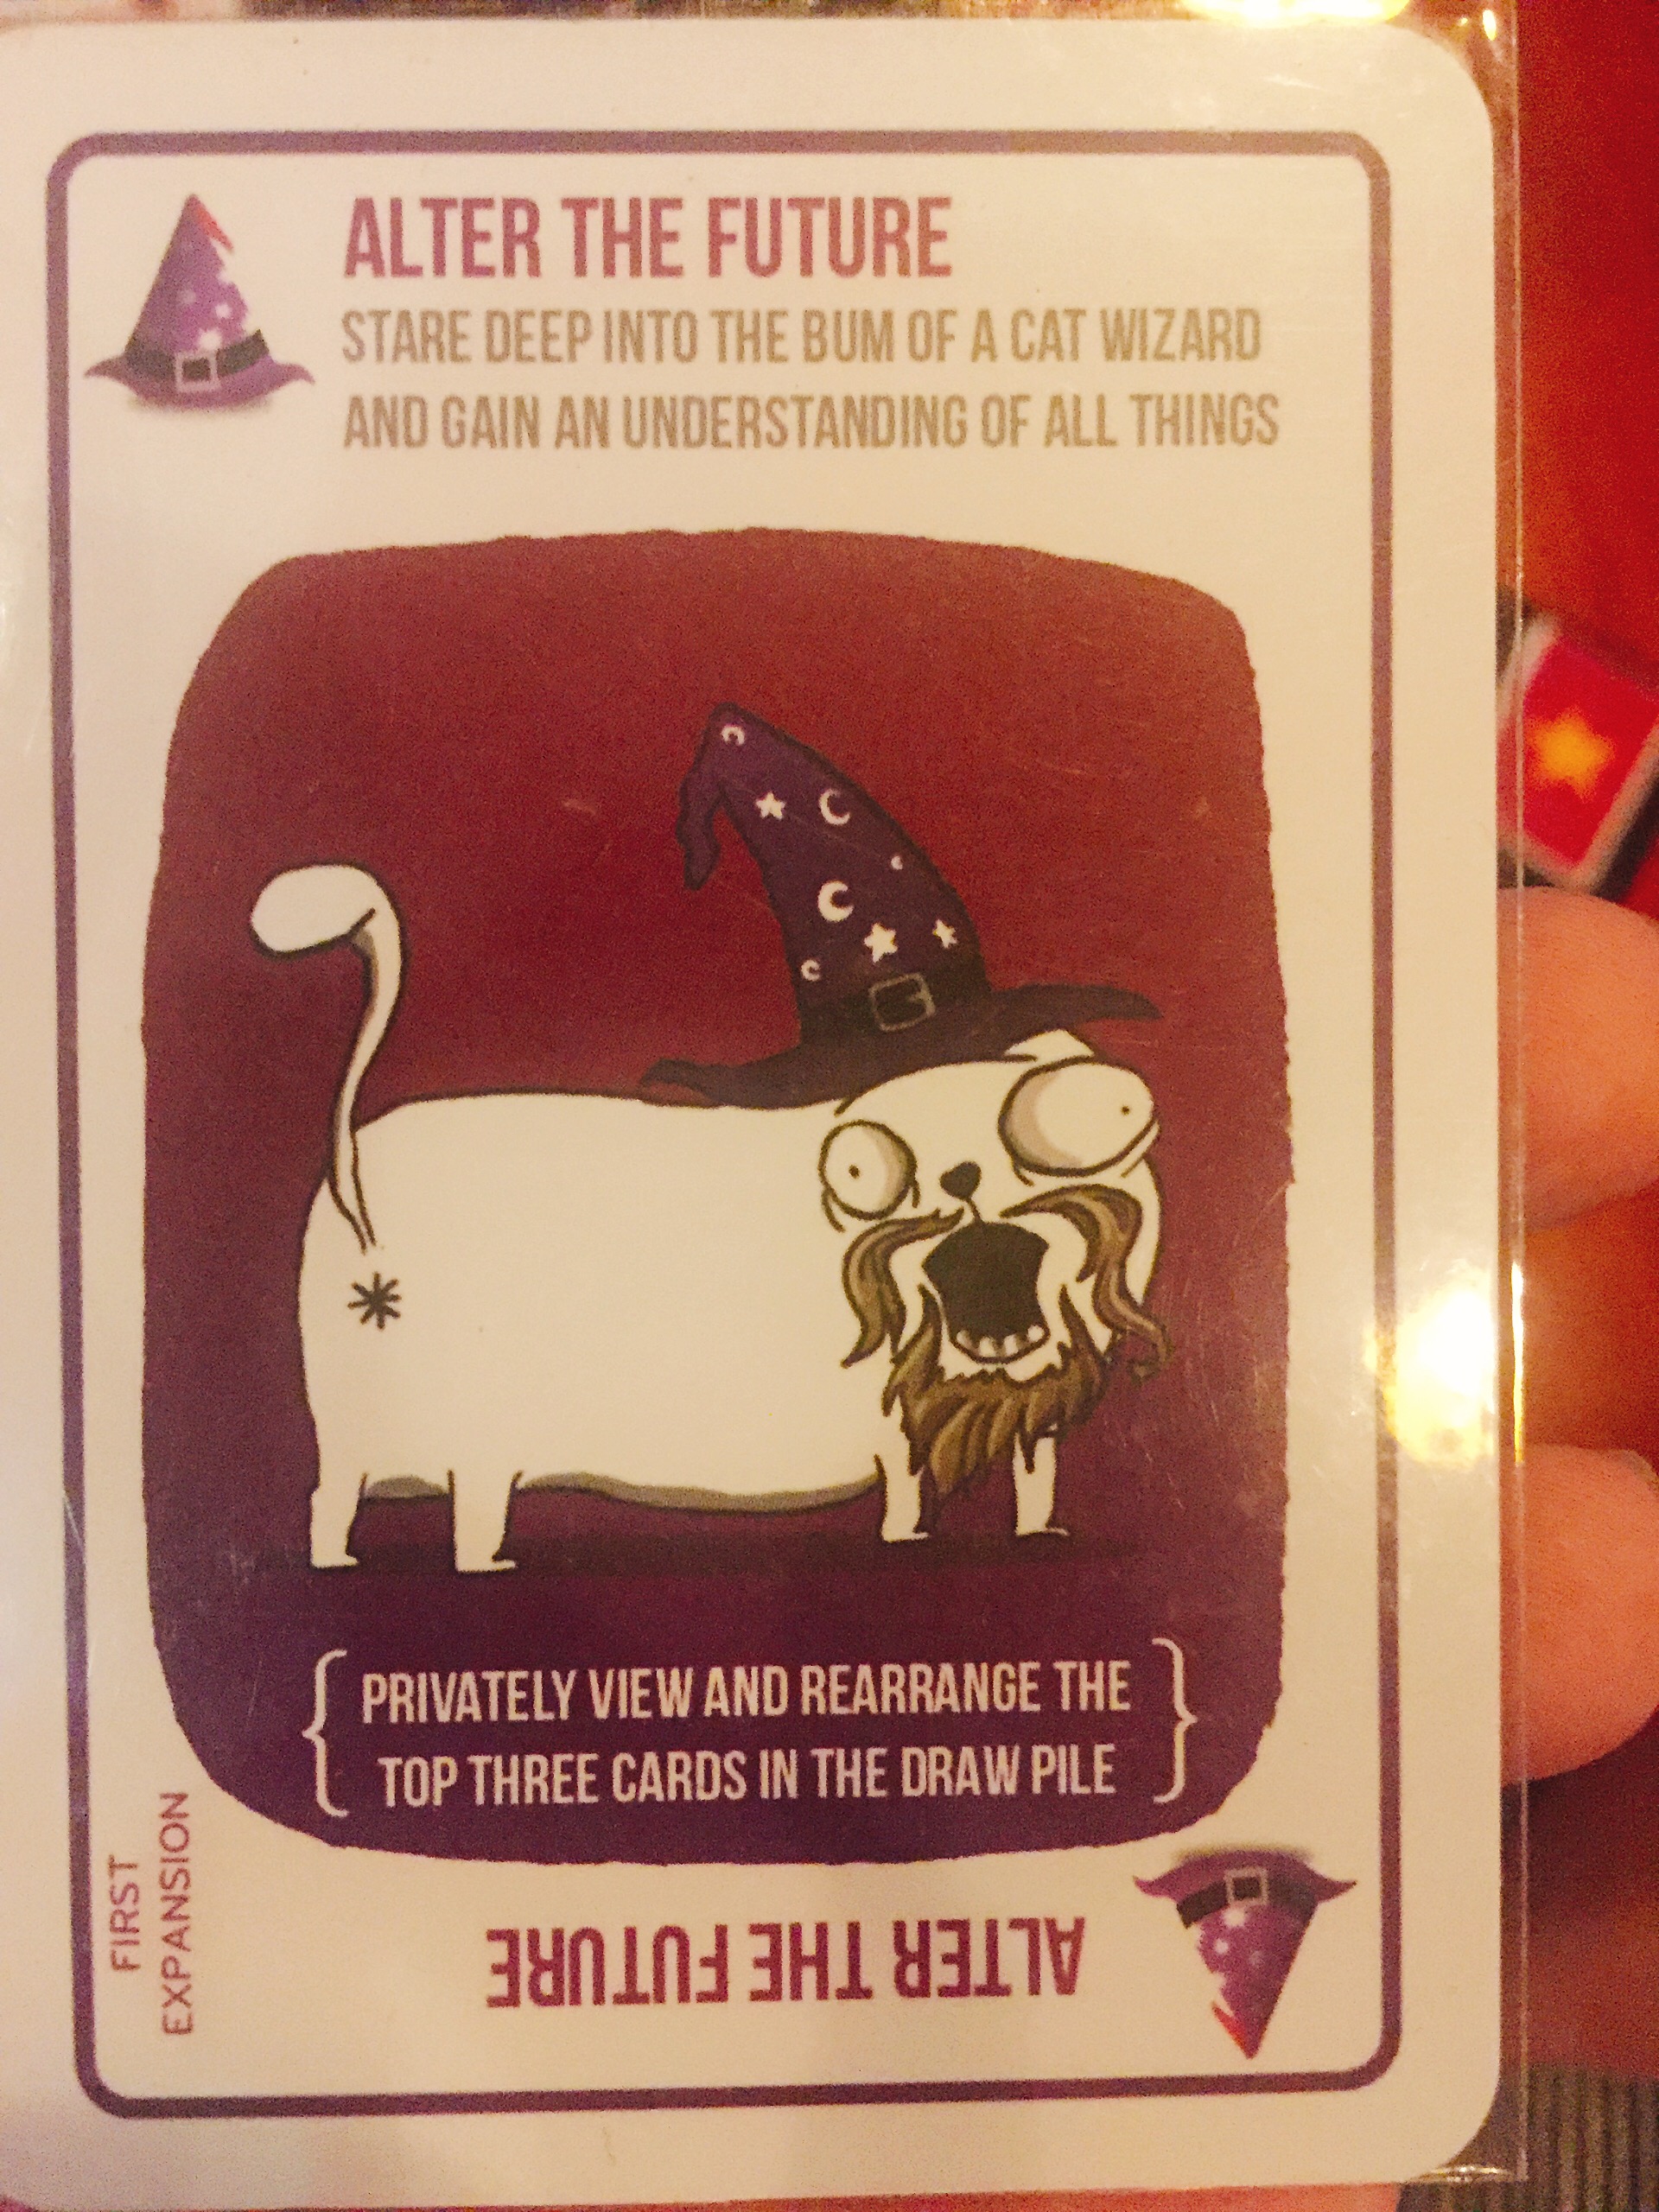 ALTER THE FUTURE
STARE DEEP INTO THE BUM OF A CAT WIZARD
AND GAIN AN UNDERSTANDING OF ALL THINGS
PRIVATELY VIEW AND REARRANGE THE
TOP THREE CARDS IN THE DRAW PILE
FIRST
EXPANSION
ALTER THE FUTURE